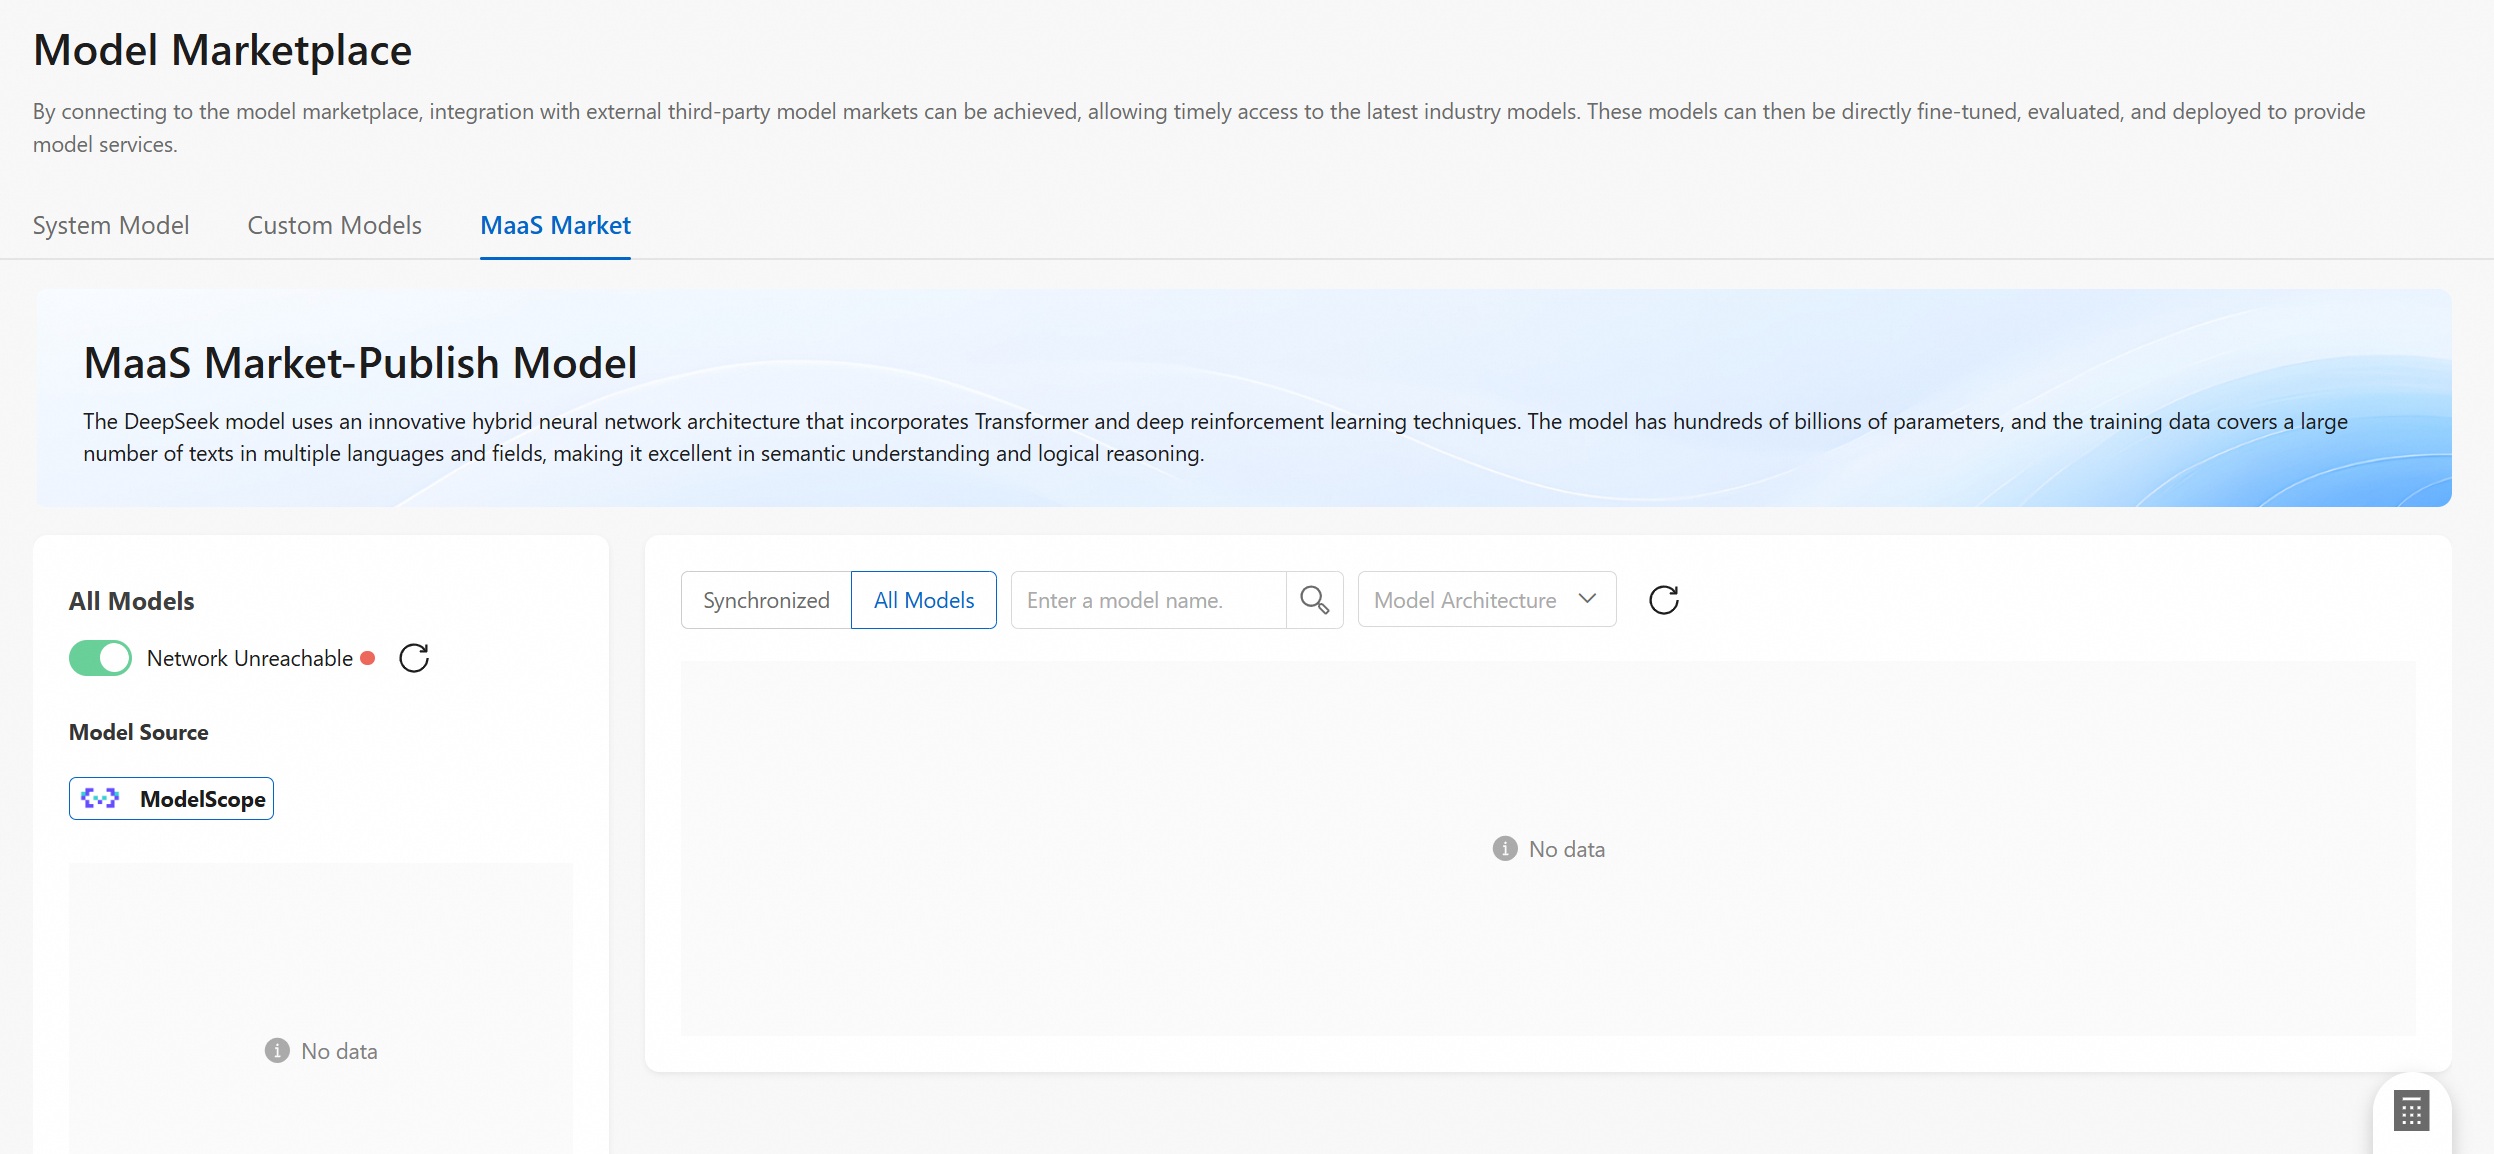 Model Marketplace
By connecting to the model marketplace, integration with external third-party model markets can be achieved, allowing timely access to the latest industry models. These models can then be directly fine-tuned, evaluated, and deployed to provide
model services.
System Model
Custom Models
MaaS Market
MaaS Market-Publish Model
The DeepSeek model uses an innovative hybrid neural network architecture that incorporates Transformer and deep reinforcement learning techniques. The model has hundreds of billions of parameters, and the training data covers a large
number of texts in multiple languages and fields, making it excellent in semantic understanding and logical reasoning.
All Models
Network Unreachable
Model Source
ModelScope
No data
Synchronized
All Models
Enter a model name.
Model Architecture
No data